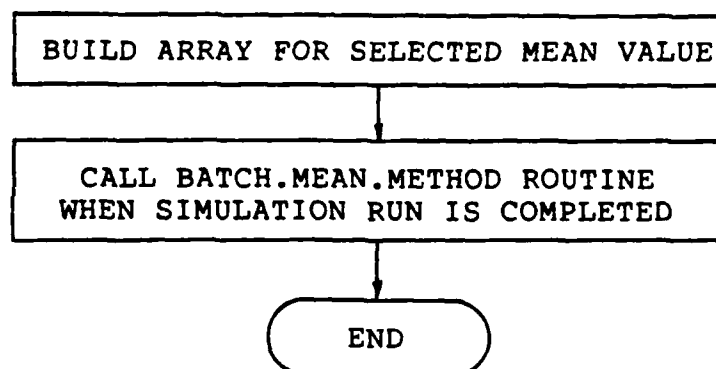 BUILD ARRAY FOR SELECTED MEAN VALUE
CALL BATCH.MEAN.METHOD ROUTINE
WHEN SIMULATION RUN IS COMPLETED
END